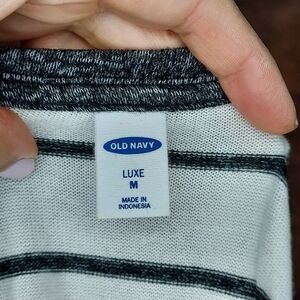 OLD NAVY
LUXE
M
MADE IN
INDONESIA